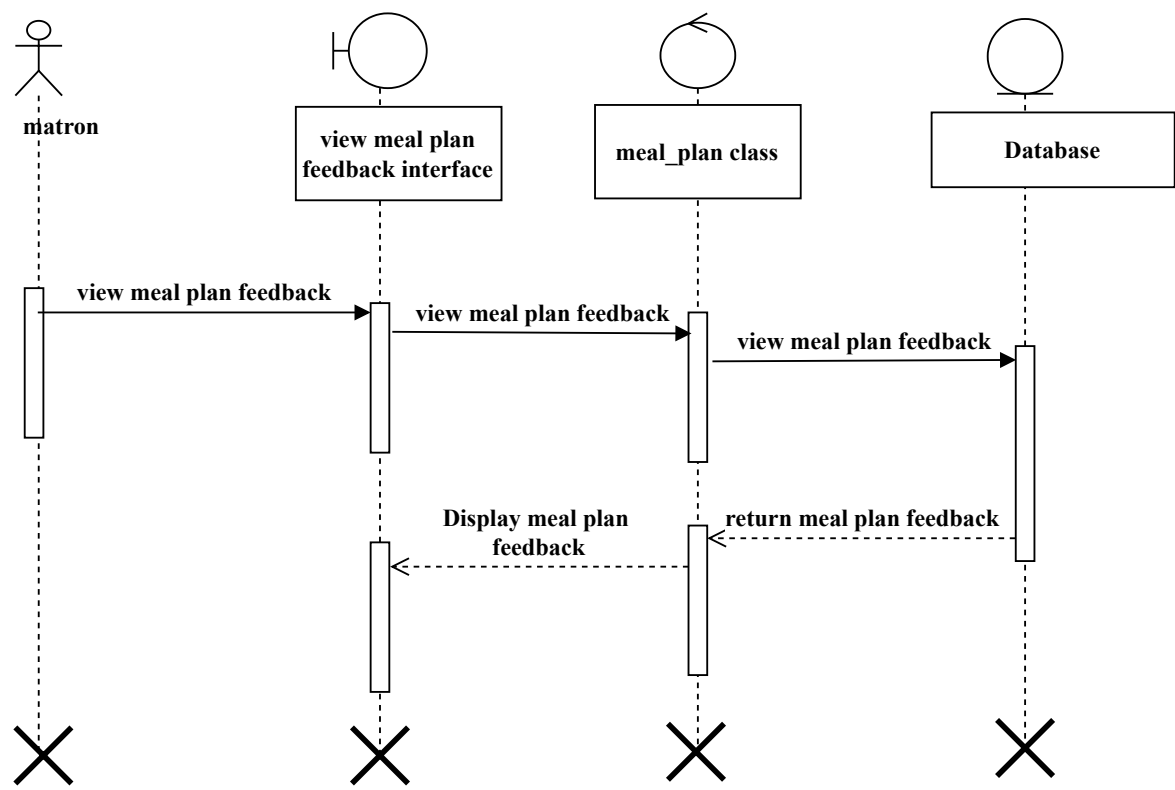 matron
view meal plan
feedback interface
meal_plan class
Database
view meal plan feedback
view meal plan feedback
view meal plan feedback
Display meal plan
feedback
return meal plan feedback